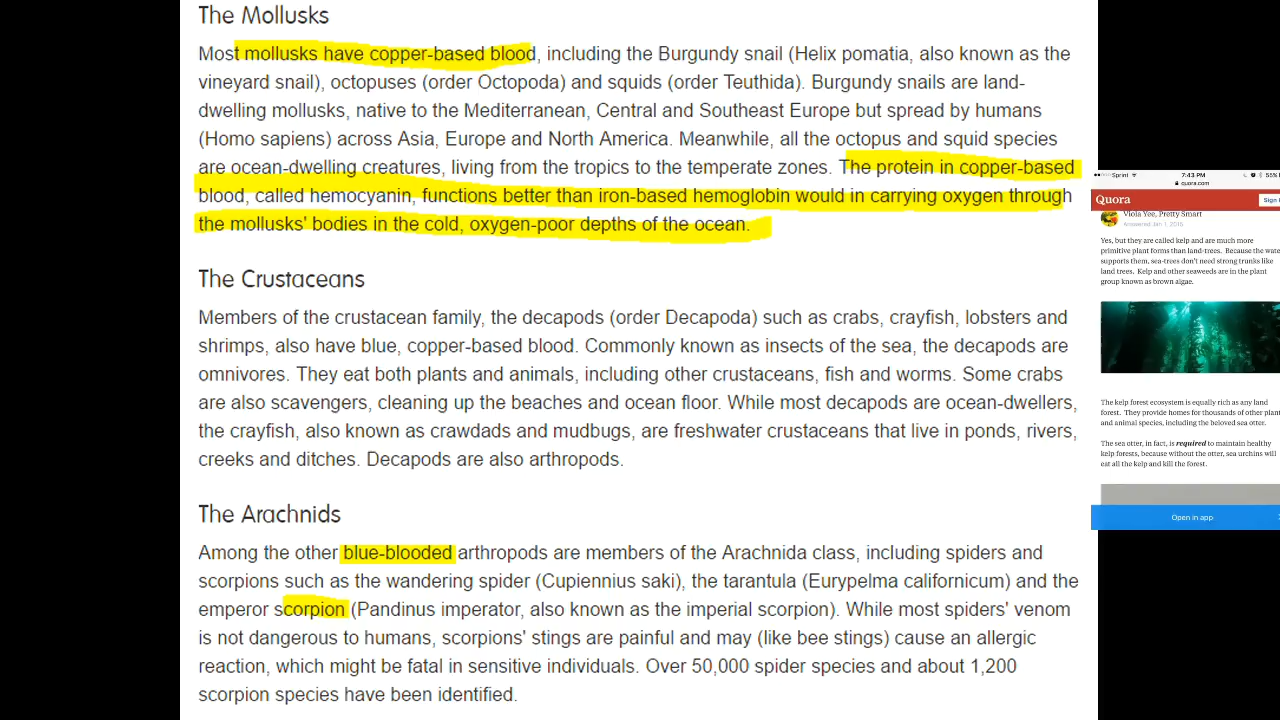 The Mollusks
Most mollusks have copper-based blood, including the Burgundy snail (Helix pomatia, also known as the
vineyard snail), octopuses (order Octopoda) and squids (order Teuthida). Burgundy snails are land-
dwelling mollusks, native to the Mediterranean, Central and Southeast Europe but spread by humans
(Homo sapiens) across Asia, Europe and North America. Meanwhile, all the octopus and squid species
are ocean-dwelling creatures, living from the tropics to the temperate zones. The protein in copper-based
blood, called hemocyanin, functions better than iron-based hemoglobin would in carrying oxygen through
the mollusks' bodies in the cold, oxygen-poor depths of the ocean.
The Crustaceans
Members of the crustacean family, the decapods (order Decapoda) such as crabs, crayfish, lobsters and
shrimps, also have blue, copper-based blood. Commonly known as insects of the sea, the decapods are
omnivores. They eat both plants and animals, including other crustaceans, fish and worms. Some crabs
are also scavengers, cleaning up the beaches and ocean floor. While most decapods are ocean-dwellers,
the crayfish, also known as crawdads and mudbugs, are freshwater crustaceans that live in ponds, rivers,
creeks and ditches. Decapods are also arthropods.
The Arachnids
Among the other blue-blooded arthropods are members of the Arachnida class, including spiders and
scorpions such as the wandering spider (Cupiennius saki), the tarantula (Eurypelma californicum) and the
emperor scorpion (Pandinus imperator, also known as the imperial scorpion). While most spiders' venom
is not dangerous to humans, scorpions' stings are painful and may (like bee stings) cause an allergic
reaction, which might be fatal in sensitive individuals. Over 50,000 spider species and about 1,200
scorpion species have been identified.
Sprint 7:43 PM 55%
quora.com
Quora Sign
Viola Yee, Pretty Smart
Answered Jan 1, 2016
Yes, but they are called kelp and are much more
primitive plant forms than land-trees. Because the wate
supports them, sea-trees don't need strong trunks like
land trees. Kelp and other seaweeds are in the plant
group known as brown algae.
The kelp forest ecosystem is equally rich as any land
forest. They provide homes for thousands of other plan
and animal species, including the beloved sea otter.
The sea otter, in fact, is required to maintain healthy
kelp forests, because without the otter, sea urchins will
eat all the kelp and kill the forest.
Open in app